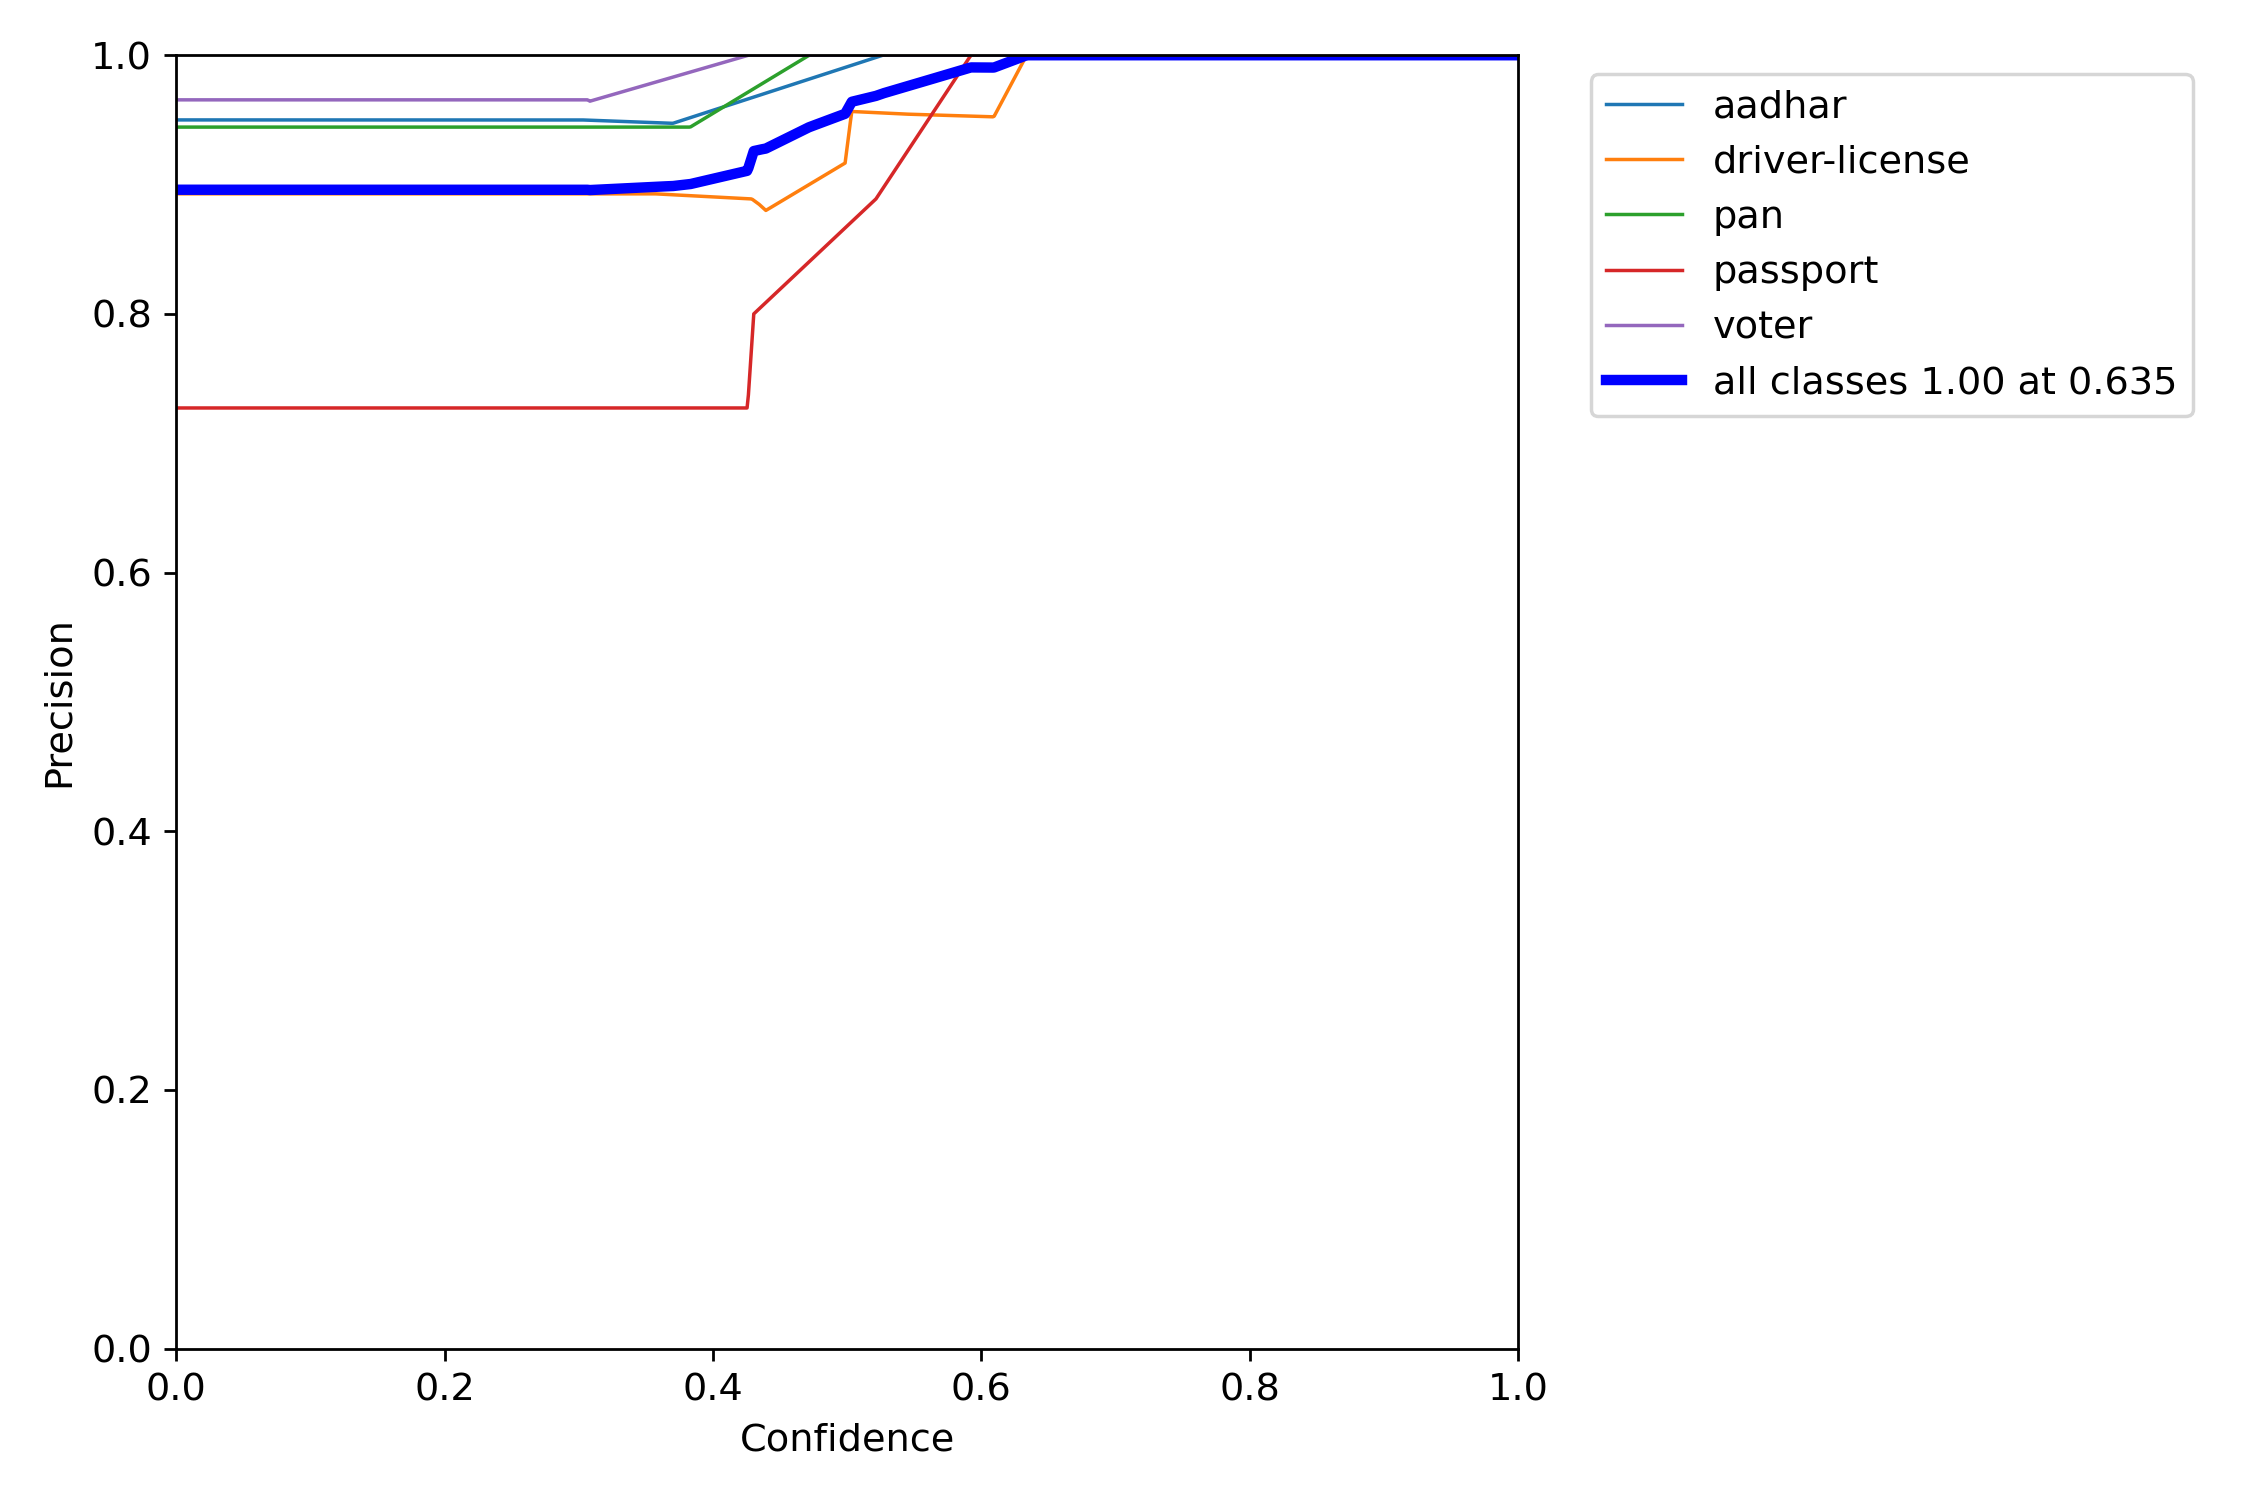 1.0
0.8
0.6
0.4
0.2
0.0
0.0 0.2 0.4 0.6 0.8 1.0
Precision
Confidence
aadhar
driver-license
pan
passport
voter
all classes 1.00 at 0.635